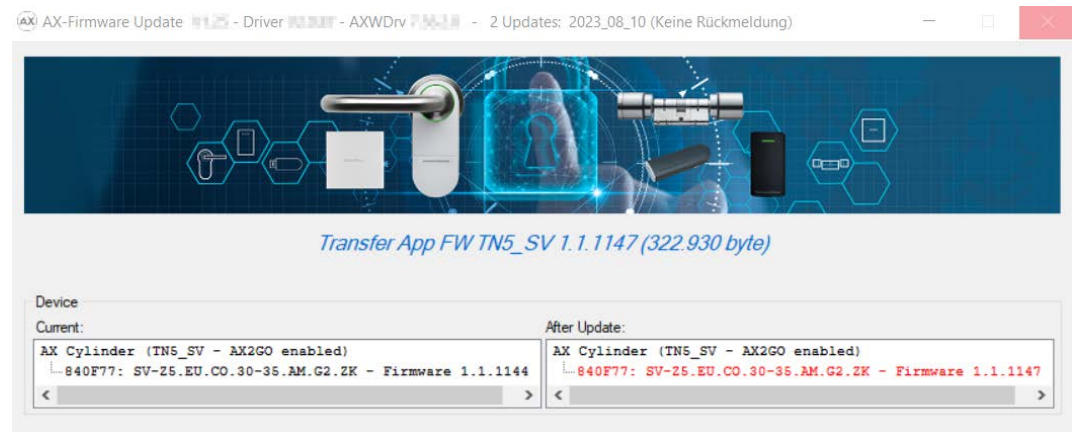 AX AX-Firmware Update - Driver - AXWDrv - 2 Updates: 2023_08_10 (Keine Rückmeldung)
Transfer App FW TN5_SV 1.1.1147 (322.930 byte)
Device
Current:
AX Cylinder (TN5_SV - AX2GO enabled)
840F77: SV-Z5.EU.CO.30-35.AM.G2.ZK - Firmware 1.1.1144
After Update:
AX Cylinder (TN5_SV - AX2GO enabled)
840F77: SV-Z5.EU.CO.30-35.AM.G2.ZK - Firmware 1.1.1147